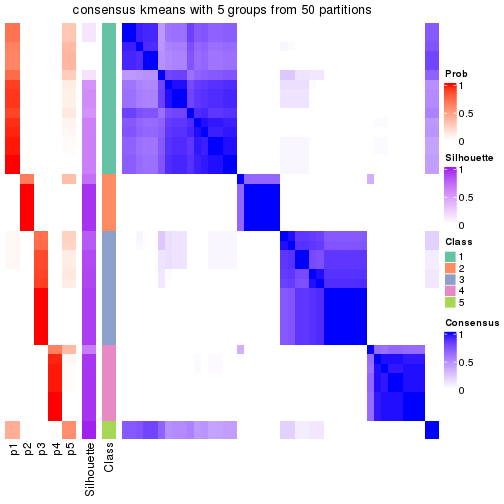 consensus kmeans with 5 groups from 50 partitions
Prob
1
0.5
0
Silhouette
1
0.5
0
Class
1
2
3
4
5
Consensus
1
0.5
0
p1
p2
p3
p4
p5
Silhouette
Class